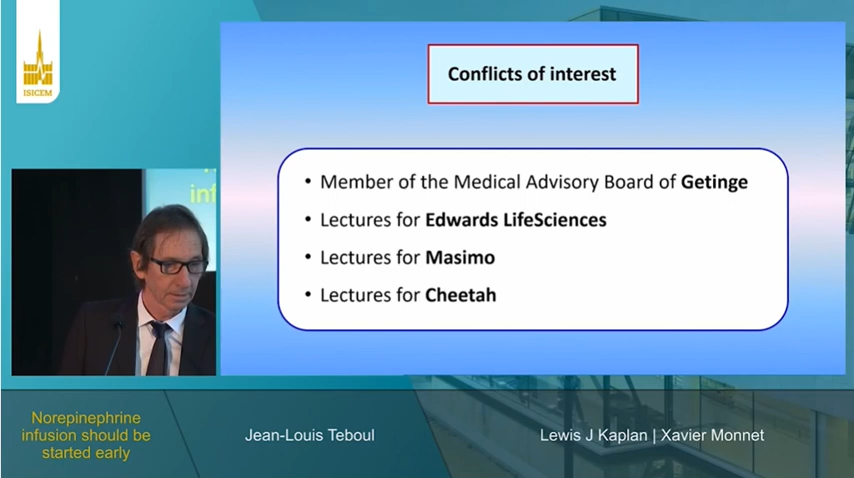 ISICEM
Conflicts of interest
• Member of the Medical Advisory Board of Getinge
• Lectures for Edwards LifeSciences
• Lectures for Masimo
• Lectures for Cheetah
Norepinephrine
infusion should be
started early
Jean-Louis Teboul
Lewis J Kaplan | Xavier Monnet